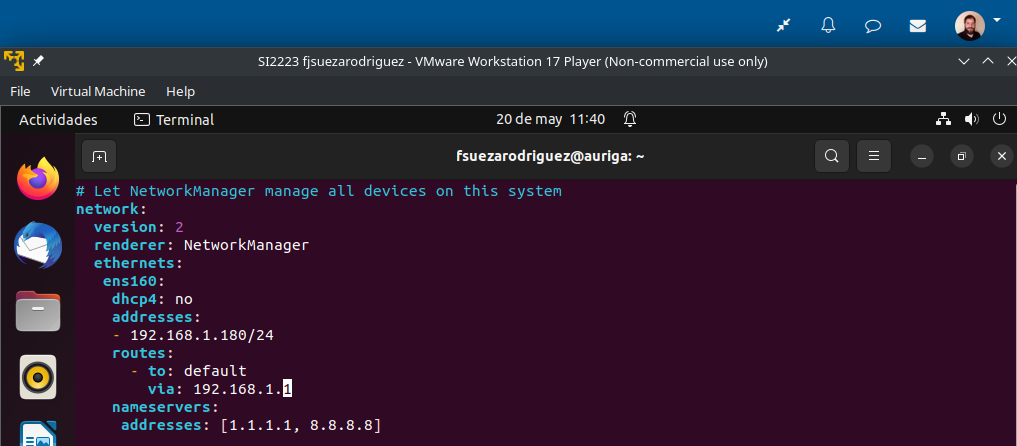 SI2223 fjsuezarodriguez - VMware Workstation 17 Player (Non-commercial use only)
File Virtual Machine Help
Actividades Terminal 20 de may 11:40
fsuezarodriguez@auriga: ~
# Let NetworkManager manage all devices on this system
network:
  version: 2
  renderer: NetworkManager
  ethernets:
   ens160:
    dhcp4: no
    addresses:
    - 192.168.1.180/24
    routes:
      - to: default
        via: 192.168.1.1
    nameservers:
     addresses: [1.1.1.1, 8.8.8.8]